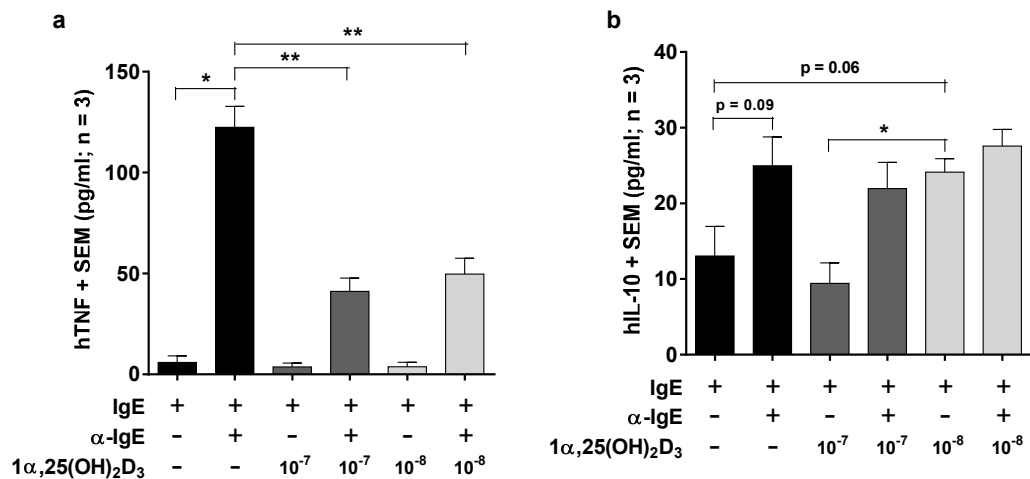 a
hTNF + SEM (pg/ml; n = 3)
150
100
50
0
*
**
**
IgE + + + + + +
α-IgE – + – + – +
1α,25(OH)₂D₃ – – 10⁻⁷ 10⁻⁷ 10⁻⁸ 10⁻⁸
b
hIL-10 + SEM (pg/ml; n = 3)
40
30
20
10
0
p = 0.06
p = 0.09
*
IgE + + + + + +
α-IgE – + – + – +
1α,25(OH)₂D₃ – – 10⁻⁷ 10⁻⁷ 10⁻⁸ 10⁻⁸